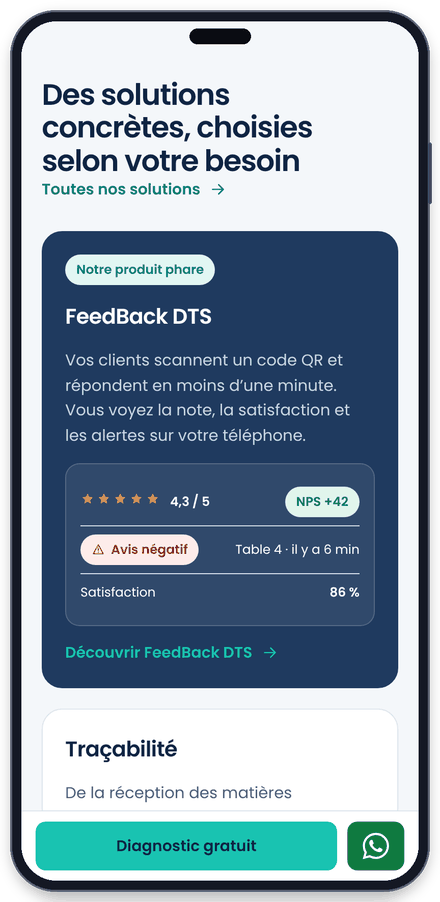 Des solutions
concrètes, choisies
selon votre besoin
Toutes nos solutions →
Notre produit phare
FeedBack DTS
Vos clients scannent un code QR et
répondent en moins d’une minute.
Vous voyez la note, la satisfaction et
les alertes sur votre téléphone.
★ ★ ★ ★ ★ 4,3 / 5 NPS +42
⚠ Avis négatif Table 4 · il y a 6 min
Satisfaction 86 %
Découvrir FeedBack DTS →
Traçabilité
De la réception des matières
Diagnostic gratuit